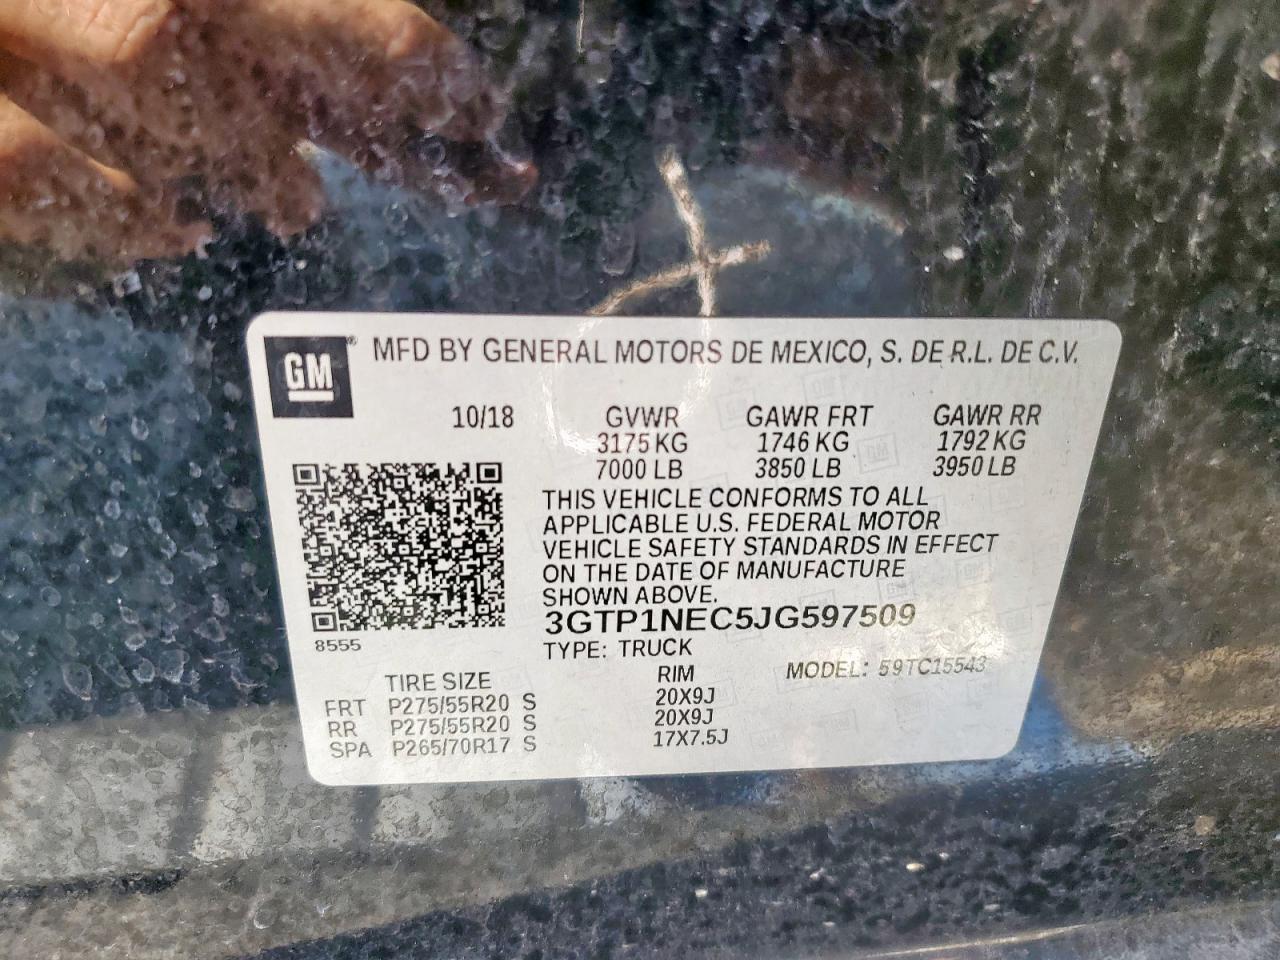 GM®
MFD BY GENERAL MOTORS DE MEXICO, S. DE R.L. DE C.V.
10/18 GVWR GAWR FRT GAWR RR
3175 KG 1746 KG 1792 KG
7000 LB 3850 LB 3950 LB
THIS VEHICLE CONFORMS TO ALL
APPLICABLE U.S. FEDERAL MOTOR
VEHICLE SAFETY STANDARDS IN EFFECT
ON THE DATE OF MANUFACTURE
SHOWN ABOVE.
3GTP1NEC5JG597509
8555
TYPE: TRUCK
MODEL: 59TC15543
TIRE SIZE RIM
FRT P275/55R20 S 20X9J
RR P275/55R20 S 20X9J
SPA P265/70R17 S 17X7.5J